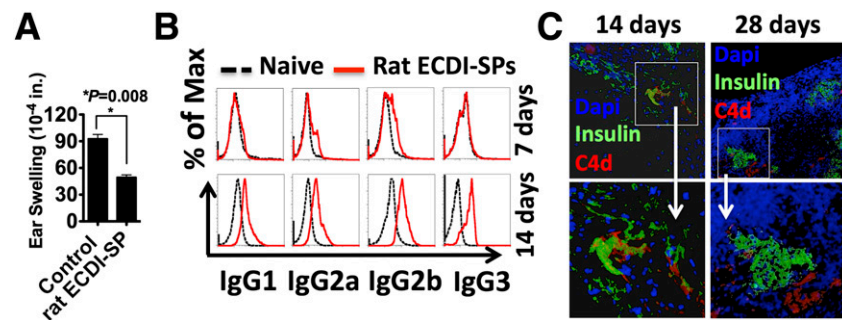 A
*P=0.008
*
Ear Swelling (10⁻⁴ in.)
120
90
60
30
0
Control
rat ECDI-SP
B
Naive
Rat ECDI-SPs
% of Max
7 days
14 days
IgG1
IgG2a
IgG2b
IgG3
C
14 days
28 days
Dapi
Insulin
C4d
Dapi
Insulin
C4d